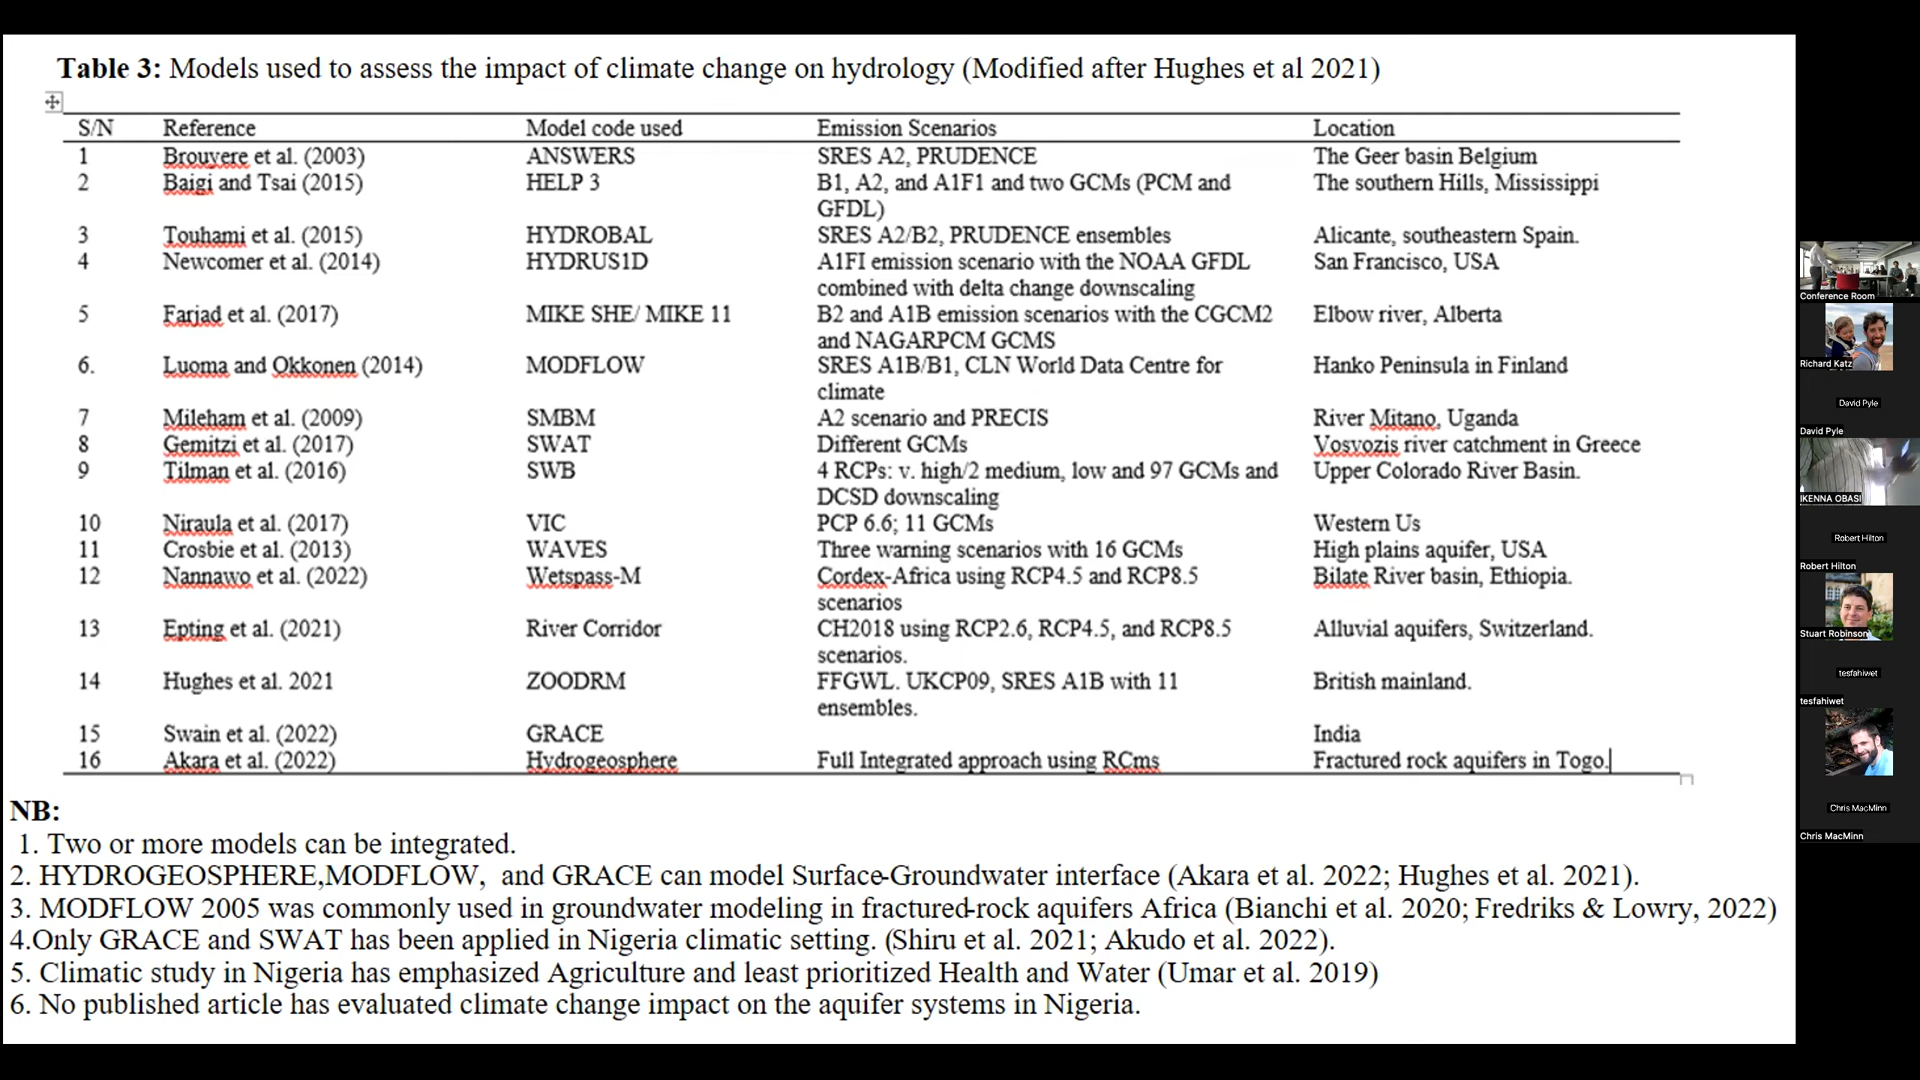 Table 3: Models used to assess the impact of climate change on hydrology (Modified after Hughes et al 2021)
S/N Reference Model code used Emission Scenarios Location
1 Brouyere et al. (2003) ANSWERS SRES A2, PRUDENCE The Geer basin Belgium
2 Baigi and Tsai (2015) HELP 3 B1, A2, and A1F1 and two GCMs (PCM and The southern Hills, Mississippi
GFDL)
3 Touhami et al. (2015) HYDROBAL SRES A2/B2, PRUDENCE ensembles Alicante, southeastern Spain.
4 Newcomer et al. (2014) HYDRUS1D A1FI emission scenario with the NOAA GFDL San Francisco, USA
combined with delta change downscaling
5 Farjad et al. (2017) MIKE SHE/ MIKE 11 B2 and A1B emission scenarios with the CGCM2 Elbow river, Alberta
and NAGARPCM GCMS
6. Luoma and Okkonen (2014) MODFLOW SRES A1B/B1, CLN World Data Centre for Hanko Peninsula in Finland
climate
7 Mileham et al. (2009) SMBM A2 scenario and PRECIS River Mitano, Uganda
8 Gemitzi et al. (2017) SWAT Different GCMs Vosvozis river catchment in Greece
9 Tilman et al. (2016) SWB 4 RCPs: v. high/2 medium, low and 97 GCMs and Upper Colorado River Basin.
DCSD downscaling
10 Niraula et al. (2017) VIC PCP 6.6; 11 GCMs Western Us
11 Crosbie et al. (2013) WAVES Three warning scenarios with 16 GCMs High plains aquifer, USA
12 Nannawo et al. (2022) Wetspass-M Cordex-Africa using RCP4.5 and RCP8.5 Bilate River basin, Ethiopia.
scenarios
13 Epting et al. (2021) River Corridor CH2018 using RCP2.6, RCP4.5, and RCP8.5 Alluvial aquifers, Switzerland.
scenarios.
14 Hughes et al. 2021 ZOODRM FFGWL. UKCP09, SRES A1B with 11 British mainland.
ensembles.
15 Swain et al. (2022) GRACE India
16 Akara et al. (2022) Hydrogeosphere Full Integrated approach using RCms Fractured rock aquifers in Togo.
NB:
1. Two or more models can be integrated.
2. HYDROGEOSPHERE,MODFLOW, and GRACE can model Surface-Groundwater interface (Akara et al. 2022; Hughes et al. 2021).
3. MODFLOW 2005 was commonly used in groundwater modeling in fractured-rock aquifers Africa (Bianchi et al. 2020; Fredriks & Lowry, 2022)
4.Only GRACE and SWAT has been applied in Nigeria climatic setting. (Shiru et al. 2021; Akudo et al. 2022).
5. Climatic study in Nigeria has emphasized Agriculture and least prioritized Health and Water (Umar et al. 2019)
6. No published article has evaluated climate change impact on the aquifer systems in Nigeria.
Conference Room
Richard Katz
David Pyle
David Pyle
IKENNA OBASI
Robert Hilton
Robert Hilton
Stuart Robinson
tesfahiwet
tesfahiwet
Chris MacMinn
Chris MacMinn